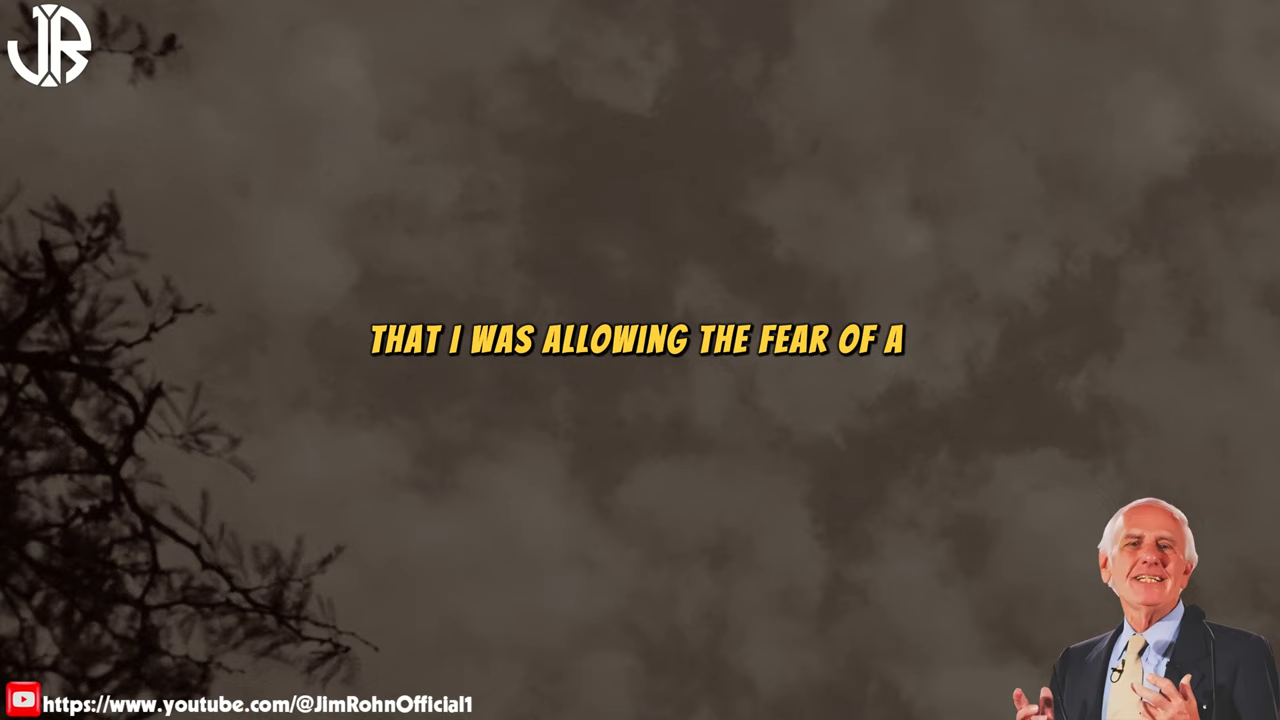 JR
THAT I WAS ALLOWING THE FEAR OF A
https://www.youtube.com/@JimRohnOfficial1